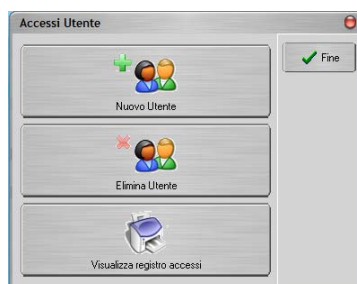 Accessi Utente
Fine
Nuovo Utente
Elimina Utente
Visualizza registro accessi